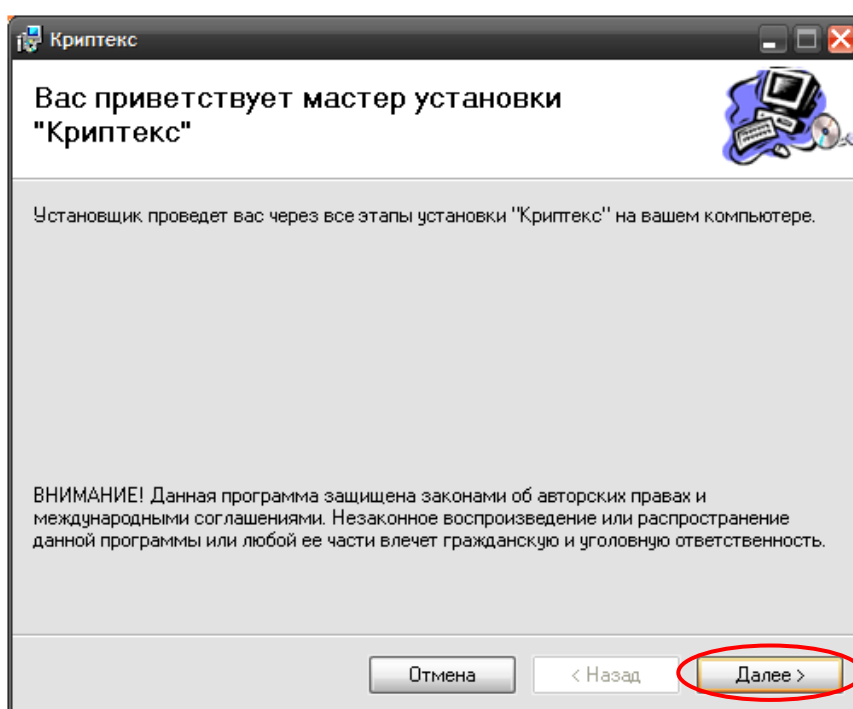 Криптекс
Вас приветствует мастер установки
"Криптекс"
Установщик проведет вас через все этапы установки "Криптекс" на вашем компьютере.
ВНИМАНИЕ! Данная программа защищена законами об авторских правах и
международными соглашениями. Незаконное воспроизведение или распространение
данной программы или любой ее части влечет гражданскую и уголовную ответственность.
Отмена
< Назад
Далее >